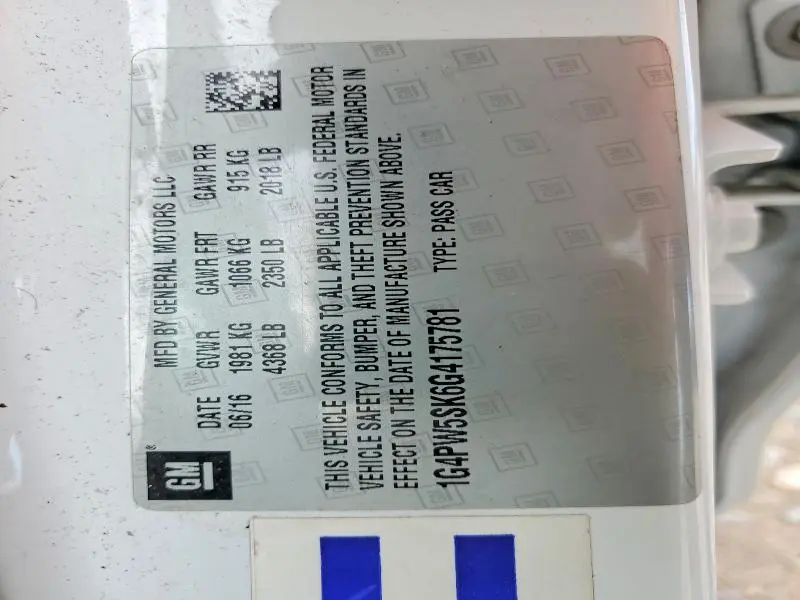 GM®
MFD BY GENERAL MOTORS LLC
DATE GVWR GAWR FRT GAWR RR
06/16 1981 KG 1066 KG 915 KG
4368 LB 2350 LB 2018 LB
THIS VEHICLE CONFORMS TO ALL APPLICABLE U.S. FEDERAL MOTOR
VEHICLE SAFETY, BUMPER, AND THEFT PREVENTION STANDARDS IN
EFFECT ON THE DATE OF MANUFACTURE SHOWN ABOVE.
1G4PW5SK6G4175781 TYPE: PASS CAR